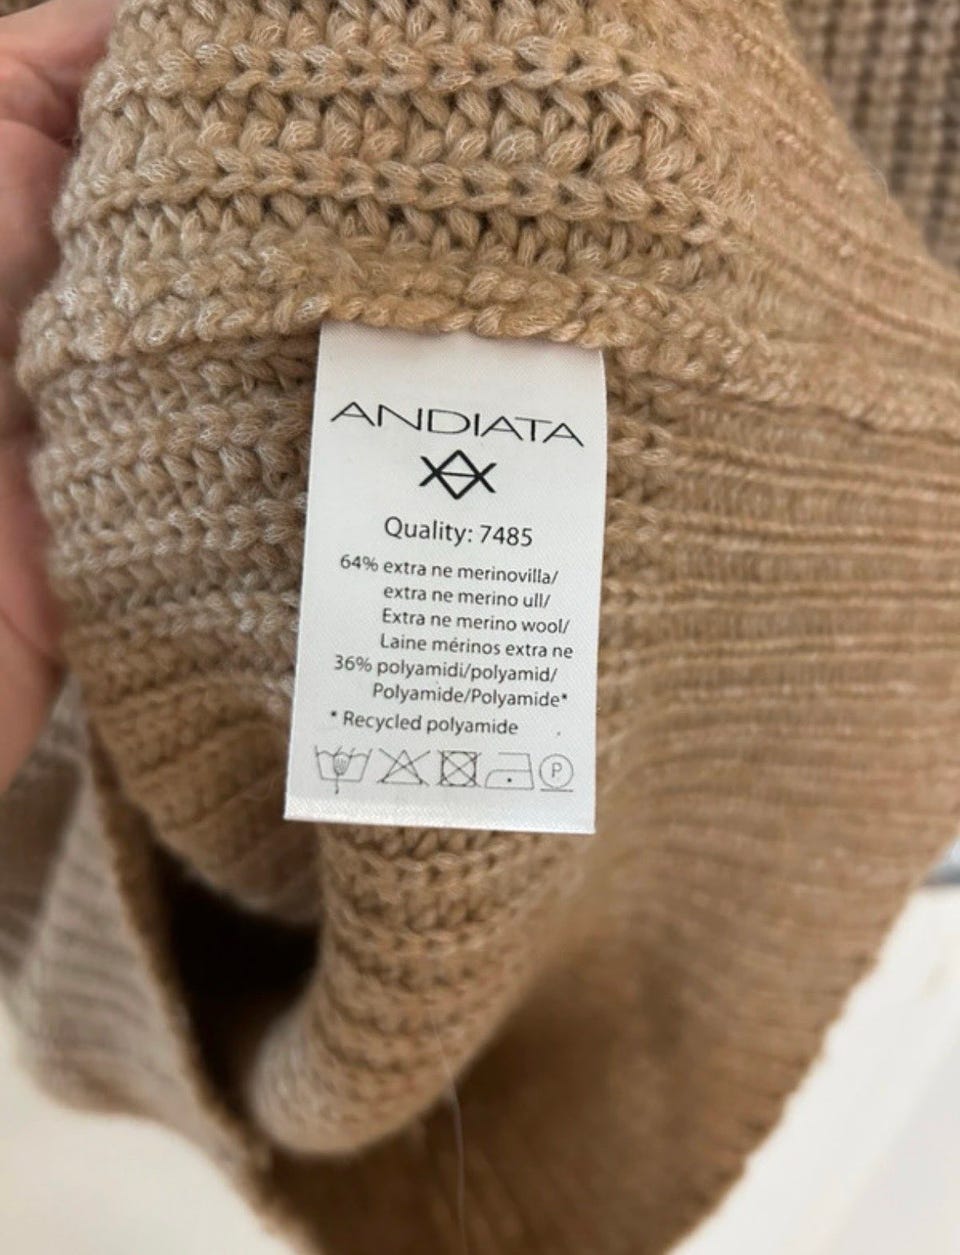 ANDIATA
Quality: 7485
64% extra ne merinovilla/
extra ne merino ull/
Extra ne merino wool/
Laine mérinos extra ne
36% polyamidi/polyamid/
Polyamide/Polyamide*
* Recycled polyamide
P